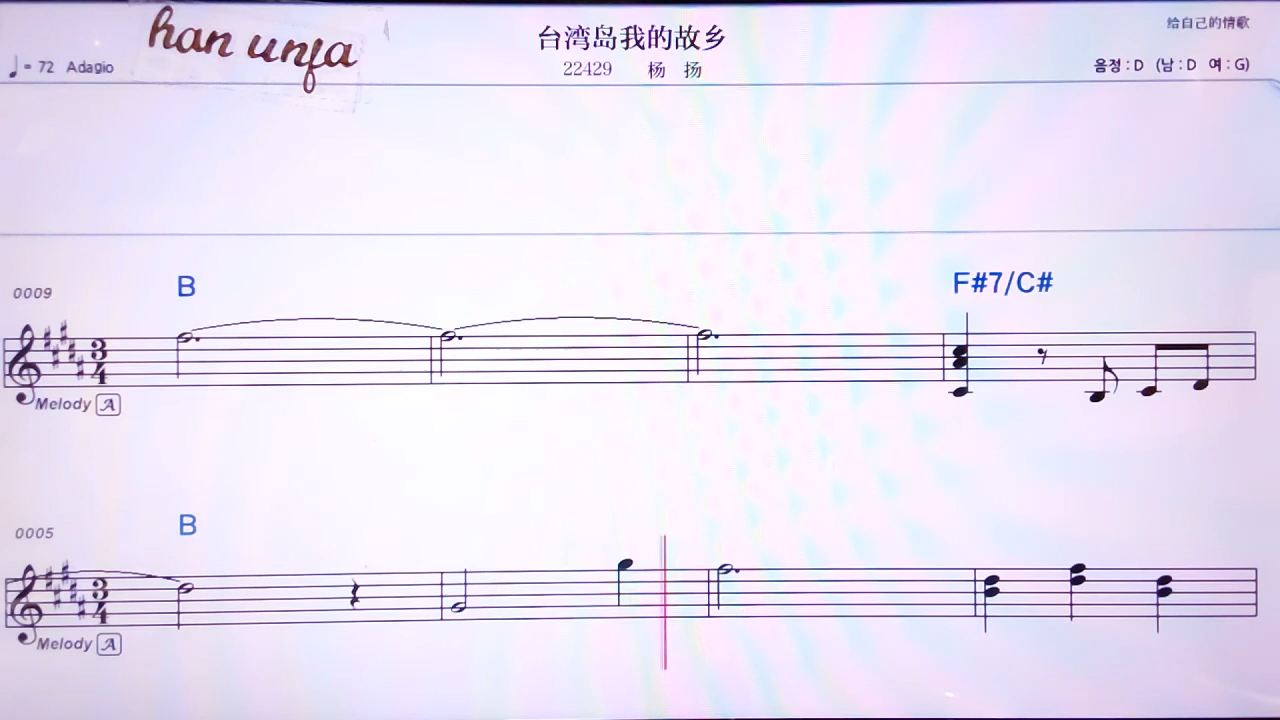 han unja
台湾岛我的故乡
给自己的情歌
♩= 72 Adagio
22429 杨 扬
음정 : D (남 : D 여 : G)
B F#7/C#
0009
3/4
Melody A
B
0005
3/4
Melody A